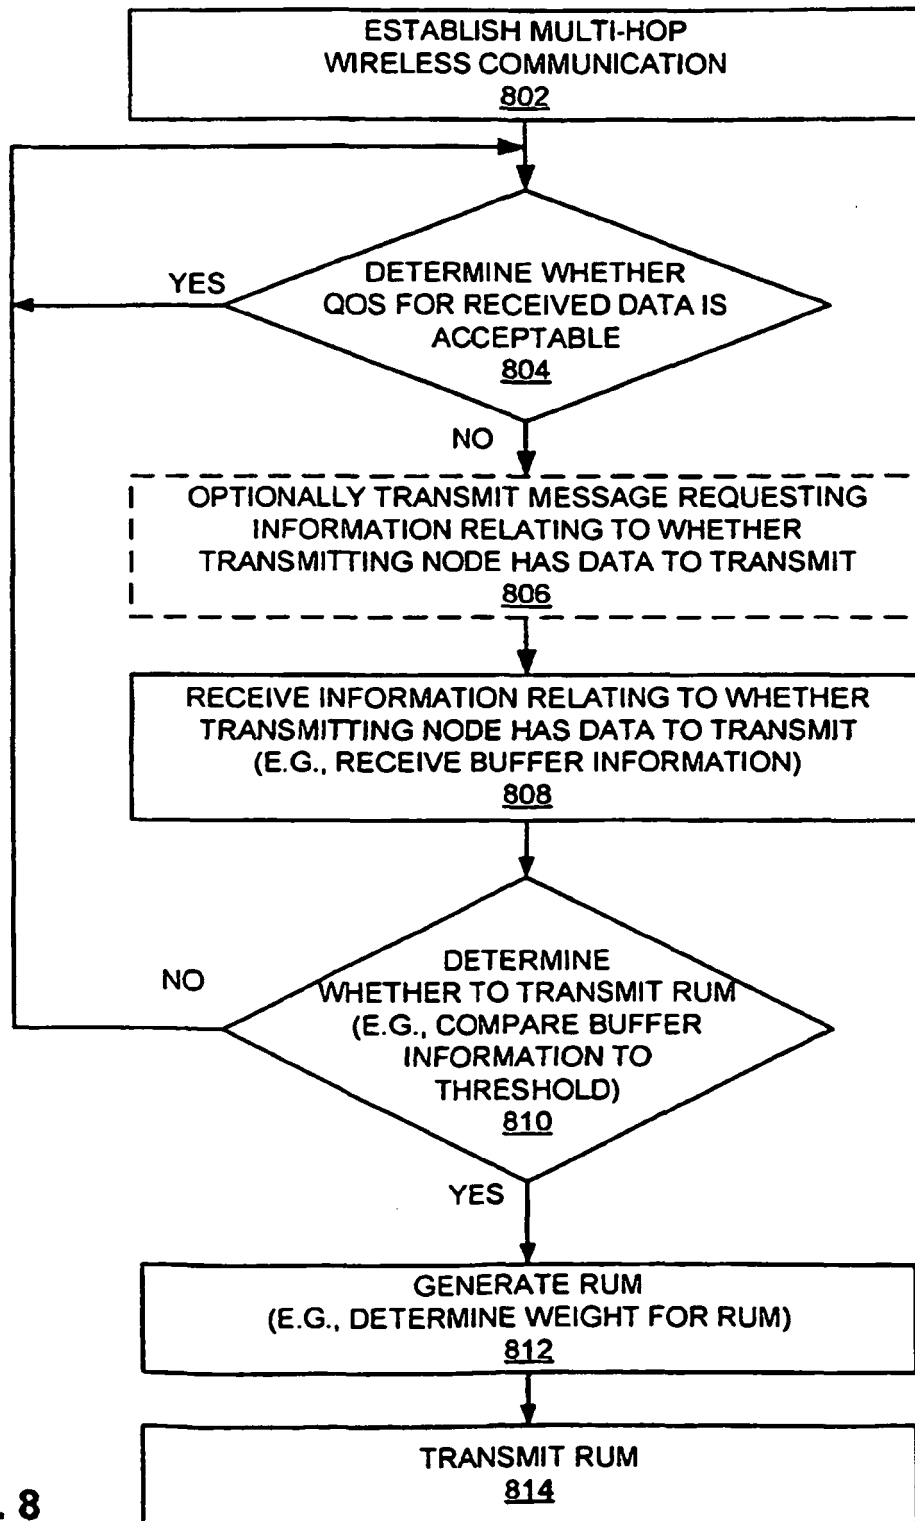 ESTABLISH MULTI-HOP
WIRELESS COMMUNICATION
802
DETERMINE WHETHER
QOS FOR RECEIVED DATA IS
ACCEPTABLE
804
YES
NO
OPTIONALLY TRANSMIT MESSAGE REQUESTING
INFORMATION RELATING TO WHETHER
TRANSMITTING NODE HAS DATA TO TRANSMIT
806
RECEIVE INFORMATION RELATING TO WHETHER
TRANSMITTING NODE HAS DATA TO TRANSMIT
(E.G., RECEIVE BUFFER INFORMATION)
808
NO
DETERMINE
WHETHER TO TRANSMIT RUM
(E.G., COMPARE BUFFER
INFORMATION TO
THRESHOLD)
810
YES
GENERATE RUM
(E.G., DETERMINE WEIGHT FOR RUM)
812
TRANSMIT RUM
814
. 8